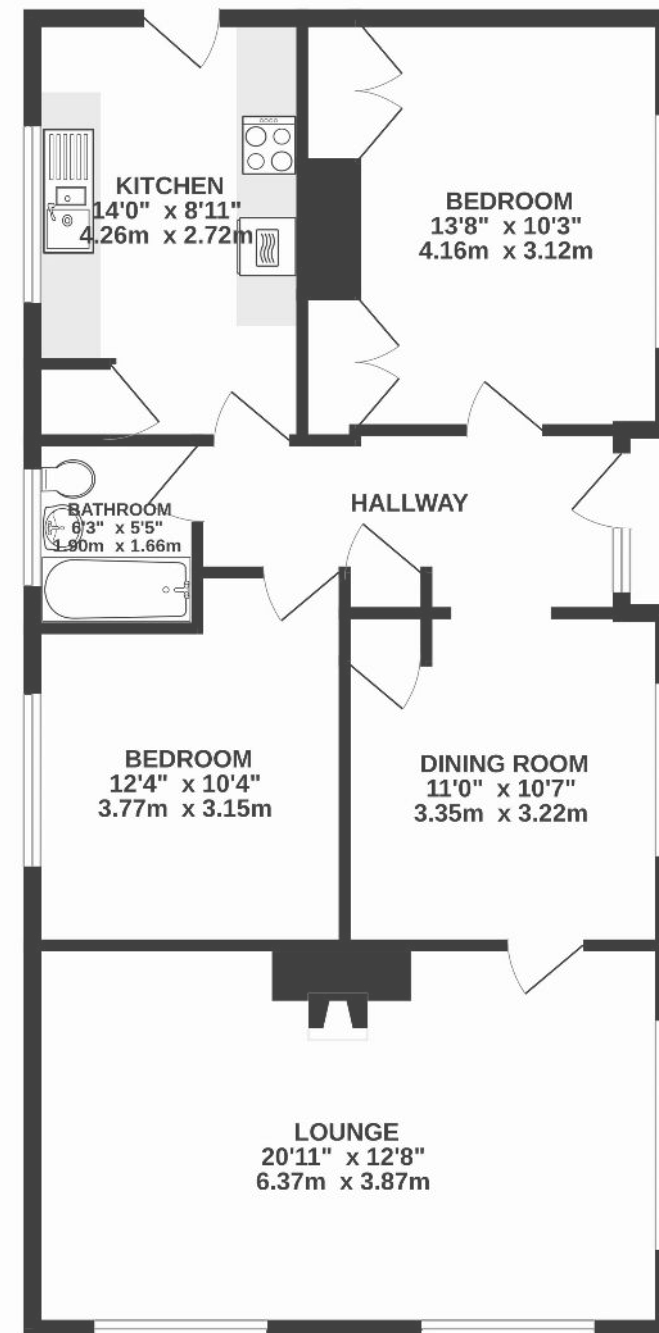 KITCHEN
14'0" x 8'11"
4.26m x 2.72m
BEDROOM
13'8" x 10'3"
4.16m x 3.12m
HALLWAY
BATHROOM
6'3" x 5'5"
1.90m x 1.66m
BEDROOM
12'4" x 10'4"
3.77m x 3.15m
DINING ROOM
11'0" x 10'7"
3.35m x 3.22m
LOUNGE
20'11" x 12'8"
6.37m x 3.87m